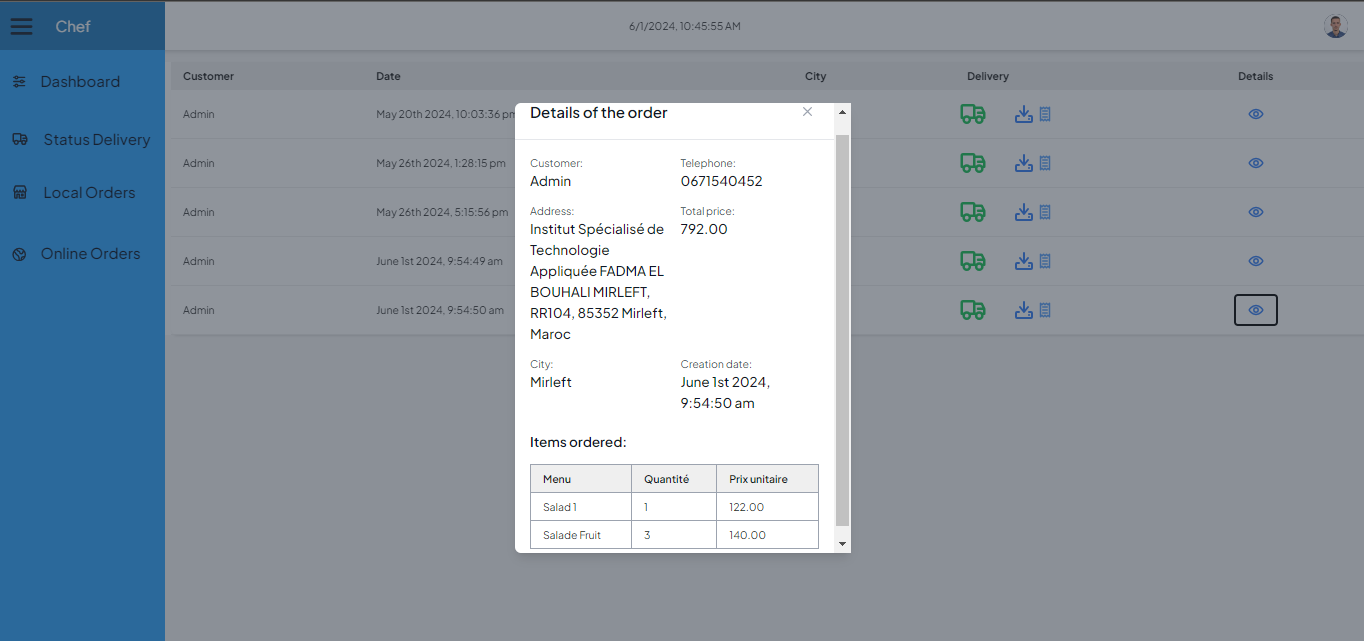 Chef
6/1/2024, 10:45:55 AM
Dashboard
Status Delivery
Local Orders
Online Orders
Customer Date City Delivery Details
Admin May 20th 2024, 10:03:36 pm
Admin May 26th 2024, 1:28:15 pm
Admin May 26th 2024, 5:15:56 pm
Admin June 1st 2024, 9:54:49 am
Admin June 1st 2024, 9:54:50 am
Details of the order
Customer: Telephone:
Admin 0671540452
Address: Total price:
Institut Spécialisé de 792.00
Technologie
Appliquée FADMA EL
BOUHALI MIRLEFT,
RR104, 85352 Mirleft,
Maroc
City: Creation date:
Mirleft June 1st 2024,
9:54:50 am
Items ordered:
Menu Quantité Prix unitaire
Salad 1 1 122.00
Salade Fruit 3 140.00